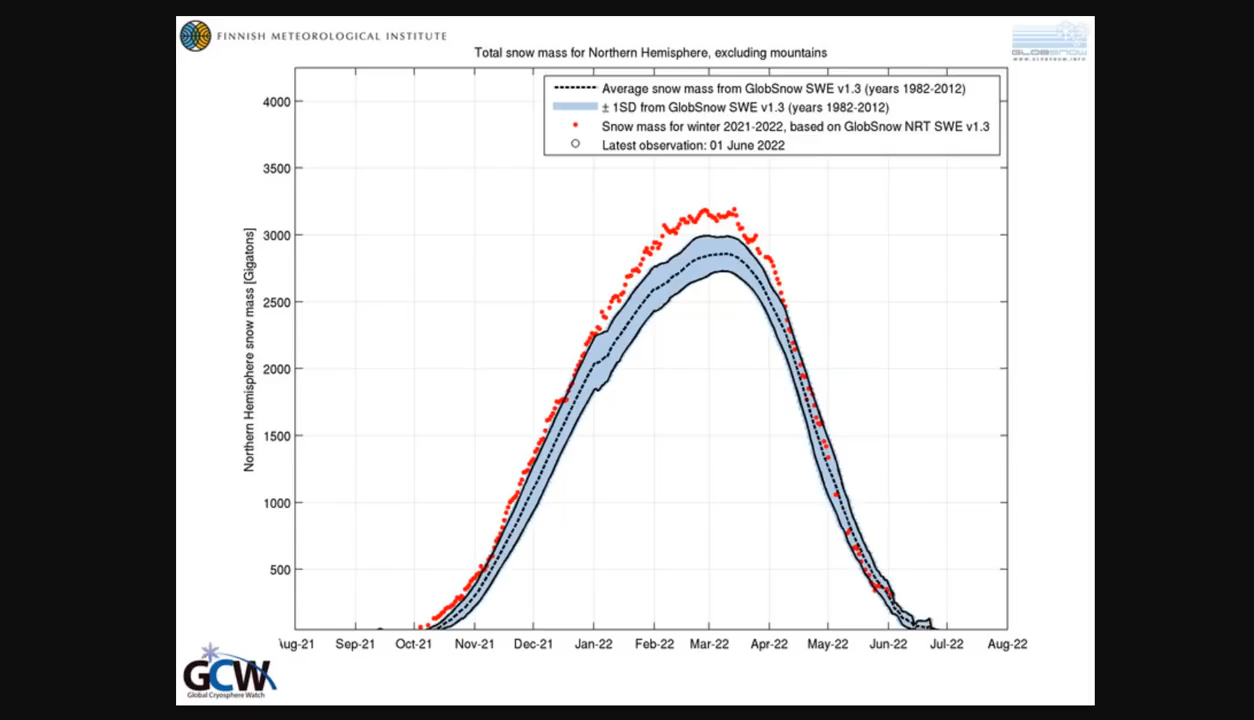 FINNISH METEOROLOGICAL INSTITUTE
GLOBSNOW
WWW.GLOBSNOW.INFO
Total snow mass for Northern Hemisphere, excluding mountains
Average snow mass from GlobSnow SWE v1.3 (years 1982-2012)
± 1SD from GlobSnow SWE v1.3 (years 1982-2012)
Snow mass for winter 2021-2022, based on GlobSnow NRT SWE v1.3
Latest observation: 01 June 2022
Northern Hemisphere snow mass [Gigatons]
4000
3500
3000
2500
2000
1500
1000
500
Aug-21 Sep-21 Oct-21 Nov-21 Dec-21 Jan-22 Feb-22 Mar-22 Apr-22 May-22 Jun-22 Jul-22 Aug-22
GCW
Global Cryosphere Watch